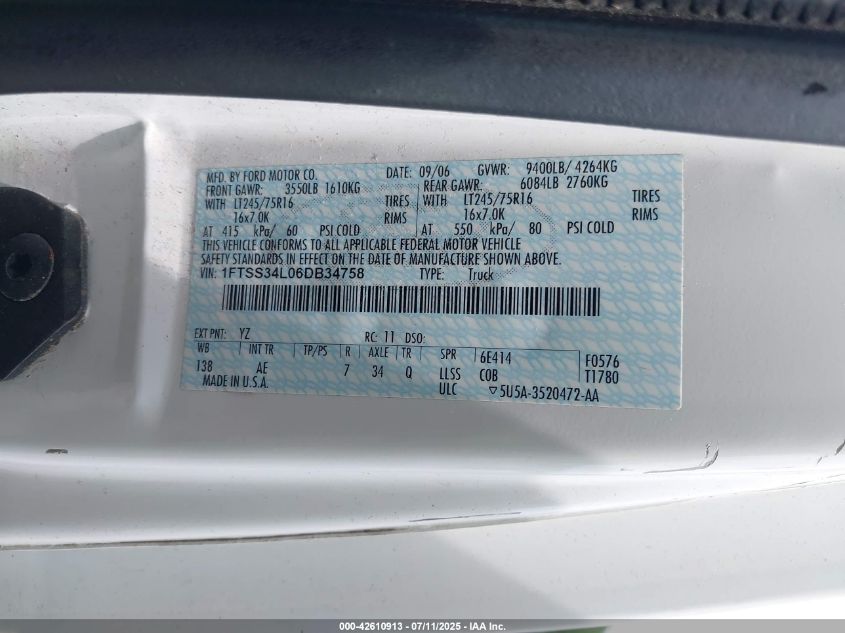 MFD. BY FORD MOTOR CO. DATE: 09/06 GVWR: 9400LB/ 4264KG
FRONT GAWR: 3550LB 1610KG REAR GAWR: 6084LB 2760KG
WITH LT245/75R16 TIRES WITH LT245/75R16 TIRES
16x7.0K RIMS 16x7.0K RIMS
AT 415 kPa/ 60 PSI COLD AT 550 kPa/ 80 PSI COLD
THIS VEHICLE CONFORMS TO ALL APPLICABLE FEDERAL MOTOR VEHICLE
SAFETY STANDARDS IN EFFECT ON THE DATE OF MANUFACTURE SHOWN ABOVE.
VIN: 1FTSS34L06DB34758 TYPE: Truck
EXT PNT: YZ RC: 11 DSO:
WB INT TR TP/PS R AXLE TR SPR 6E414 F0576
138 AE 7 34 Q LLSS COB T1780
MADE IN U.S.A. ULC ▽5U5A-3520472-AA
000-42610913 - 07/11/2025 - IAA Inc.